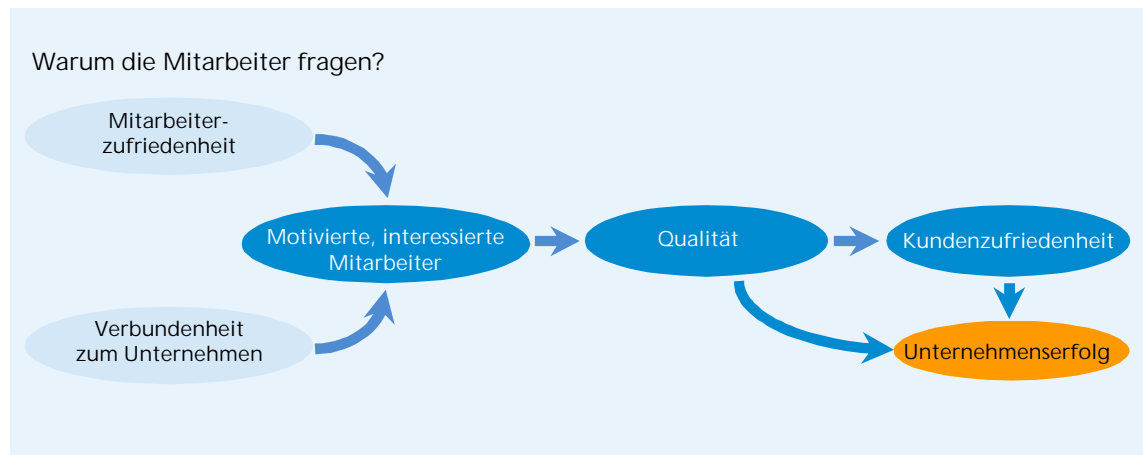 Warum die Mitarbeiter fragen?
Mitarbeiter-
zufriedenheit
Motivierte, interessierte
Mitarbeiter
Qualität
Kundenzufriedenheit
Verbundenheit
zum Unternehmen
Unternehmenserfolg